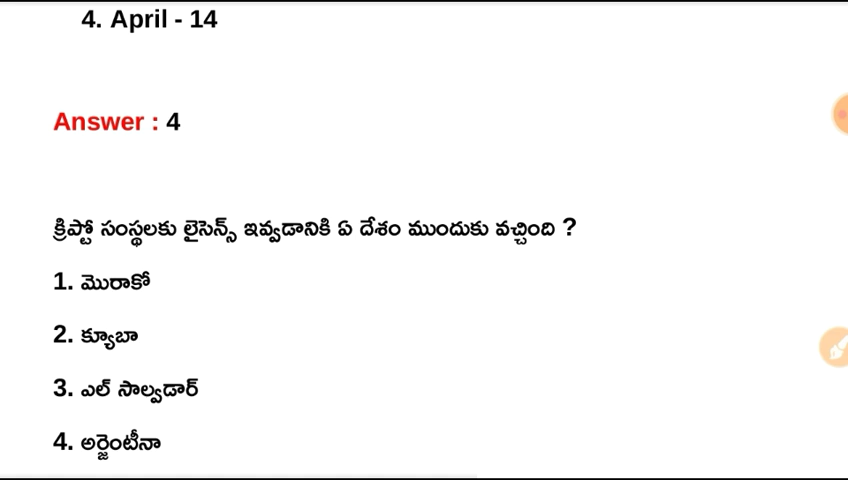 4. April - 14
Answer : 4
క్రిప్టో సంస్థలకు లైసెన్స్ ఇవ్వడానికి ఏ దేశం ముందుకు వచ్చింది ?
1. మొరాకో
2. క్యూబా
3. ఎల్ సాల్వడార్
4. అర్జెంటీనా